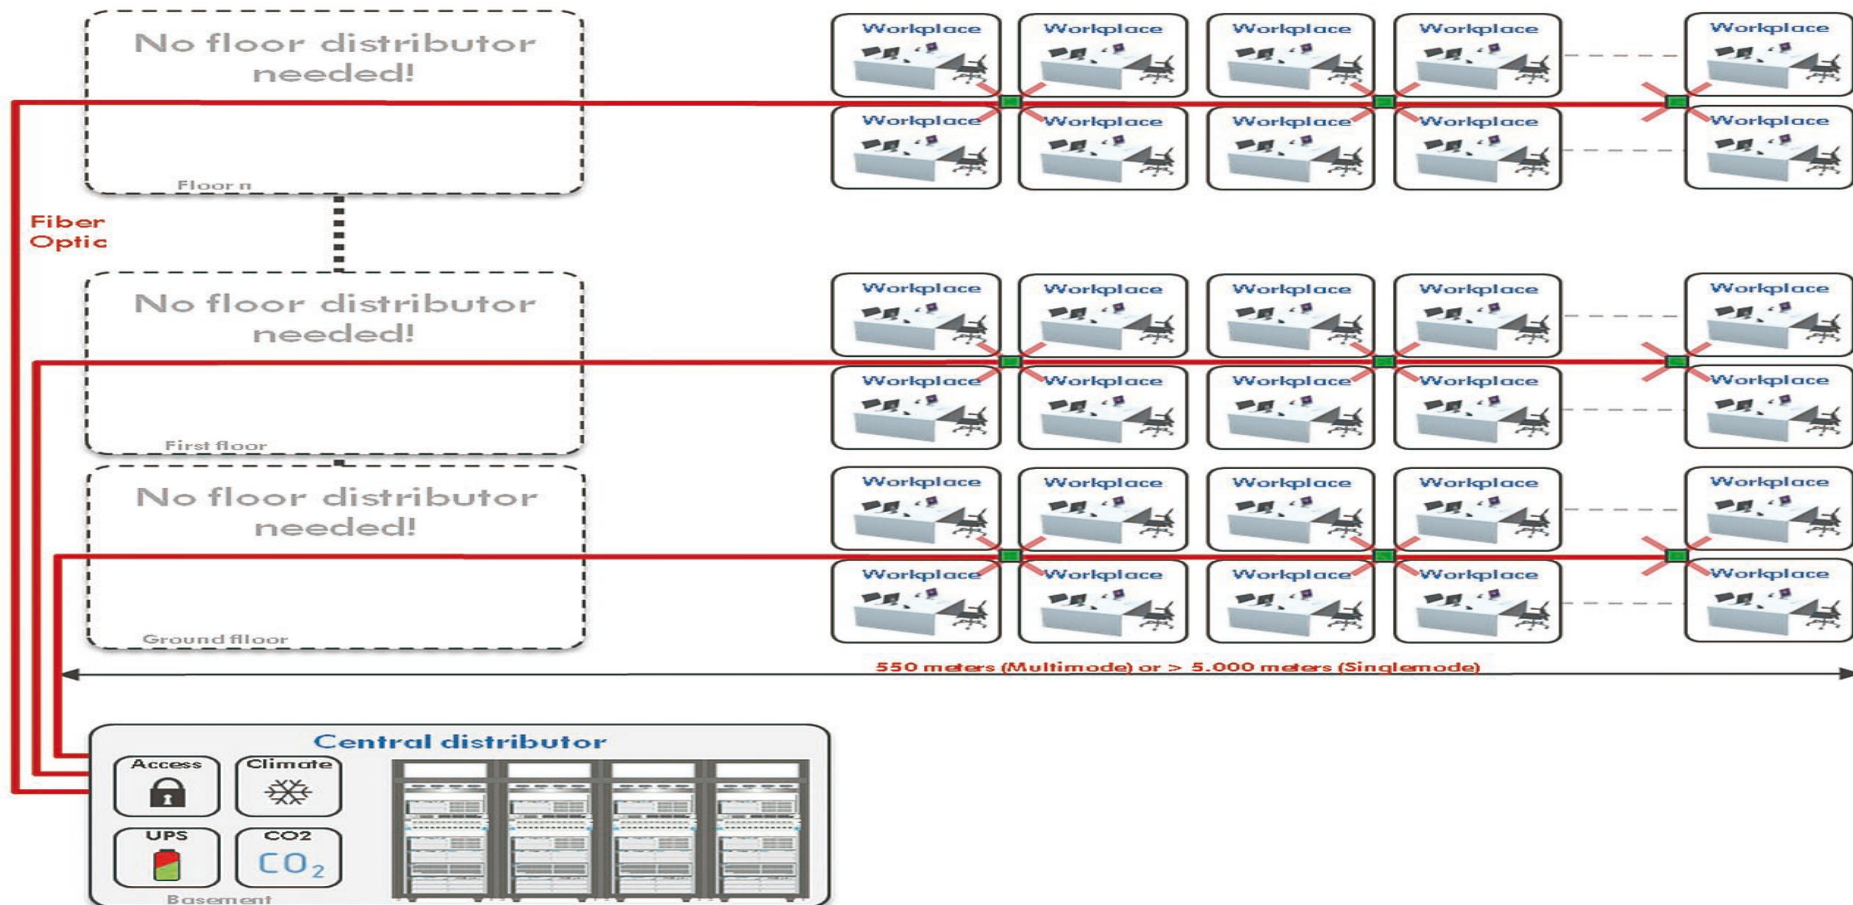 No floor distributor
needed!
Floor n
Workplace Workplace Workplace Workplace Workplace
Workplace Workplace Workplace Workplace Workplace
Fiber
Optic
No floor distributor
needed!
First floor
Workplace Workplace Workplace Workplace Workplace
Workplace Workplace Workplace Workplace Workplace
No floor distributor
needed!
Ground floor
Workplace Workplace Workplace Workplace Workplace
Workplace Workplace Workplace Workplace Workplace
550 meters (Multimode) or > 5.000 meters (Singlemode)
Central distributor
Access Climate
UPS CO2
CO₂
Basement